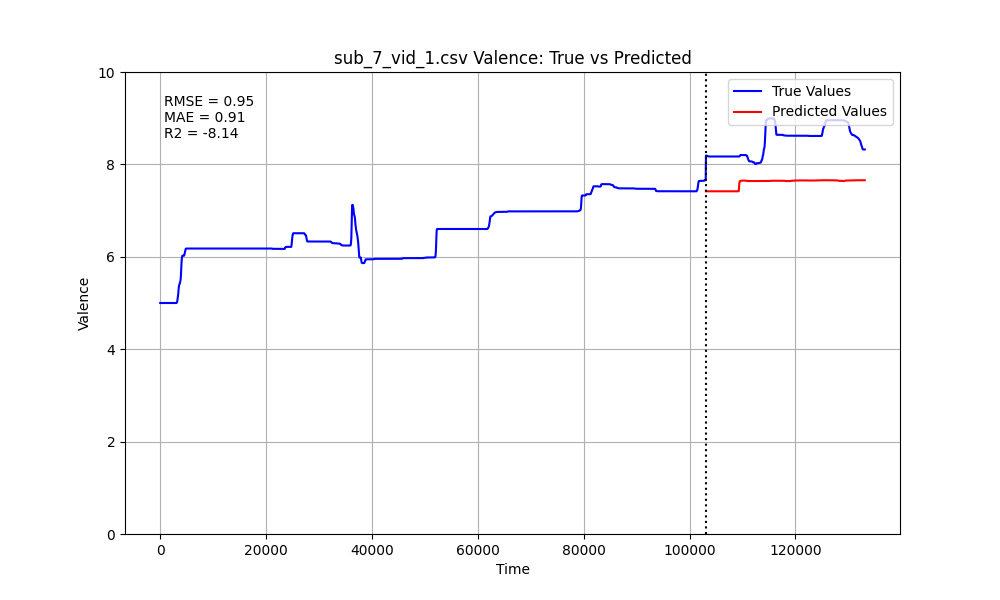 sub_7_vid_1.csv Valence: True vs Predicted
RMSE = 0.95
MAE = 0.91
R2 = -8.14
True Values
Predicted Values
10
8
6
4
2
0
Valence
0 20000 40000 60000 80000 100000 120000
Time